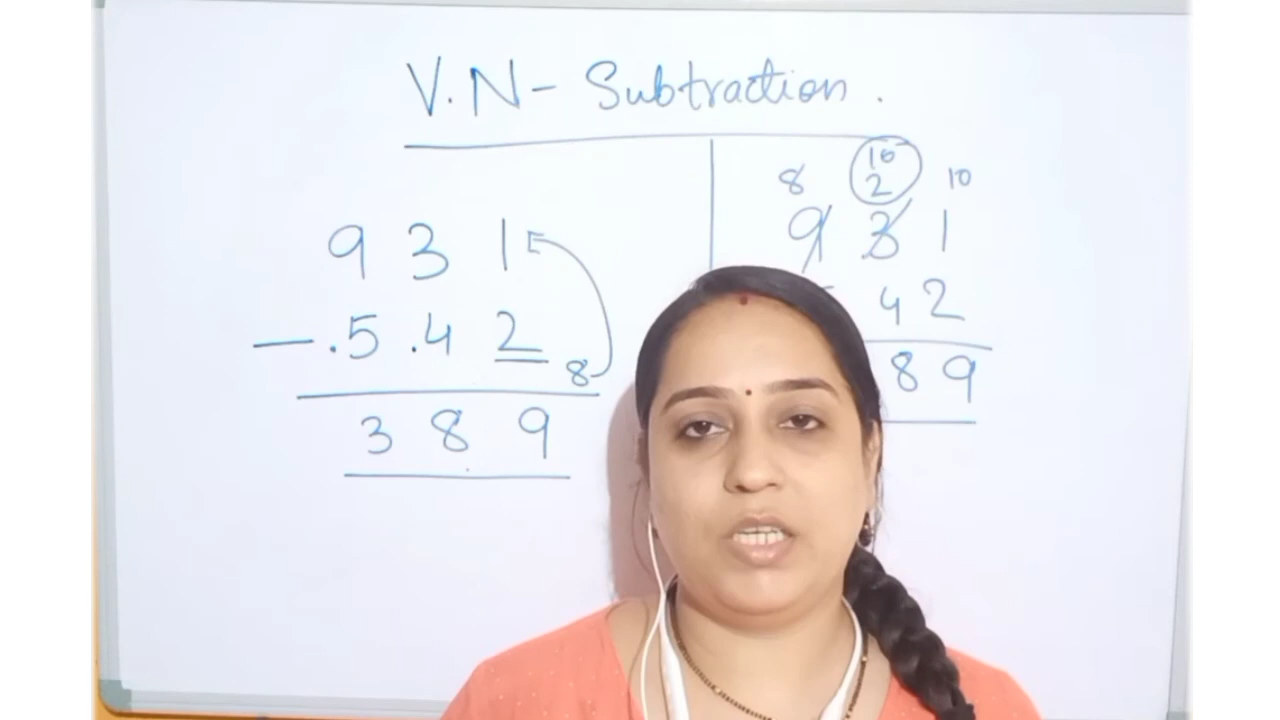 V.N - Subtraction.
9 3 1
- .5 .4 2
8
3 8 9
8 10 10
2
9 3 1
4 2
8 9